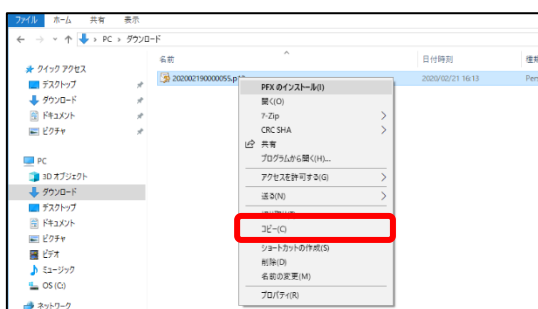 ファイル ホーム 共有 表示
PC ダウンロード
名前 日付時刻
クイック アクセス
デスクトップ
ダウンロード
ドキュメント
ピクチャ
PC
3D オブジェクト
ダウンロード
デスクトップ
ドキュメント
ピクチャ
ビデオ
ミュージック
OS (C:)
ネットワーク
202002190000055.p12 2020/02/21 16:13
PFX のインストール(I)
開く(O)
7-Zip
CRC SHA
共有
プログラムから開く(H)...
アクセスを許可する(G)
送る(N)
コピー(C)
ショートカットの作成(S)
削除(D)
名前の変更(M)
プロパティ(R)